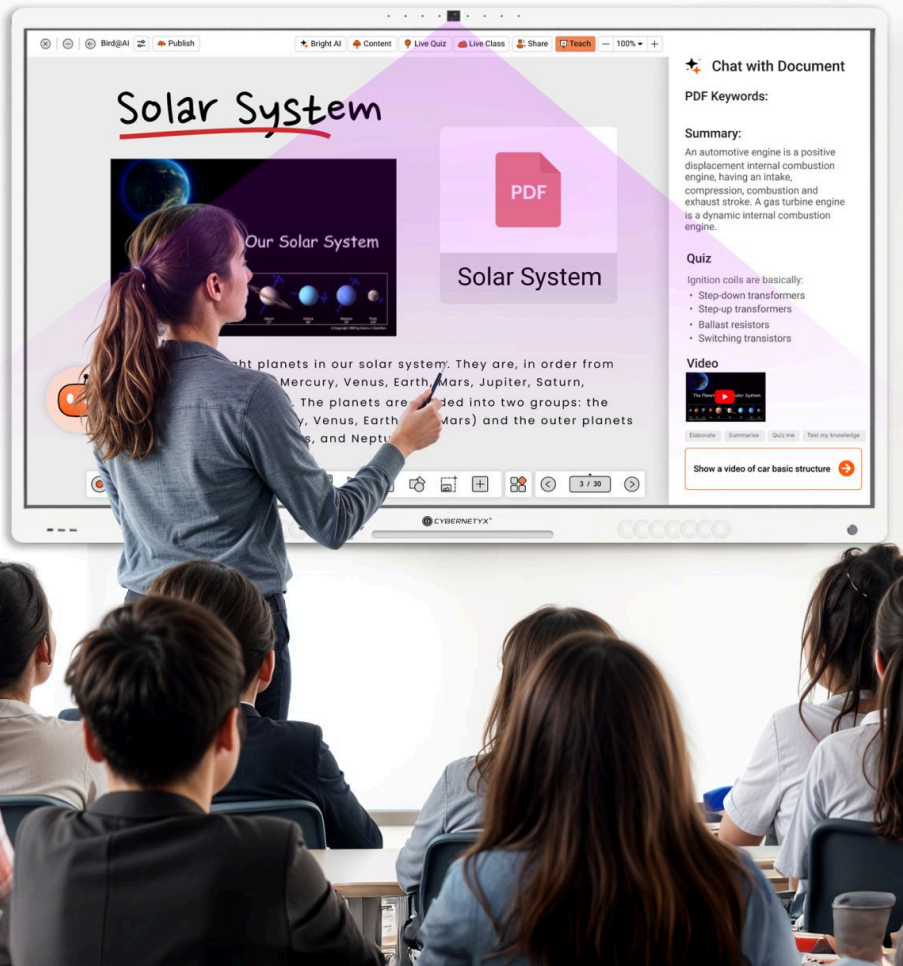 Bird@AI
Publish
Bright AI
Content
Live Quiz
Live Class
Share
Teach
100%
Solar System
Our Solar System
PDF
Solar System
ht planets in our solar system. They are, in order from
Mercury, Venus, Earth, Mars, Jupiter, Saturn,
. The planets are ded into two groups: the
y, Venus, Earth Mars) and the outer planets
s, and Neptu
3 / 30
Chat with Document
PDF Keywords:
Summary:
An automotive engine is a positive
displacement internal combustion
engine, having an intake,
compression, combustion and
exhaust stroke. A gas turbine engine
is a dynamic internal combustion
engine.
Quiz
Ignition coils are basically:
• Step-down transformers
• Step-up transformers
• Ballast resistors
• Switching transistors
Video
Elaborate
Summarise
Quiz me
Test my knowledge
Show a video of car basic structure
CYBERNETYX